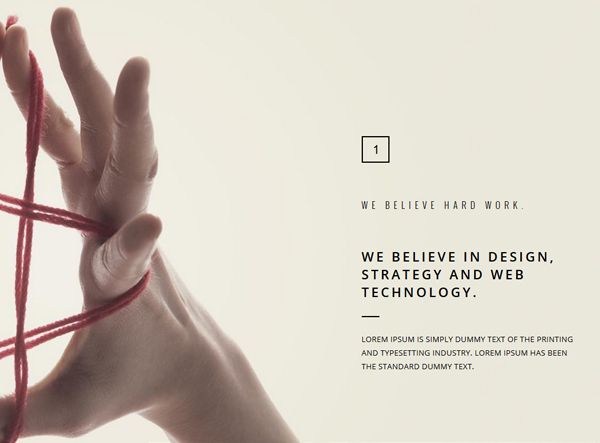 1
WE BELIEVE HARD WORK.
WE BELIEVE IN DESIGN,
STRATEGY AND WEB
TECHNOLOGY.
LOREM IPSUM IS SIMPLY DUMMY TEXT OF THE PRINTING
AND TYPESETTING INDUSTRY. LOREM IPSUM HAS BEEN
THE STANDARD DUMMY TEXT.